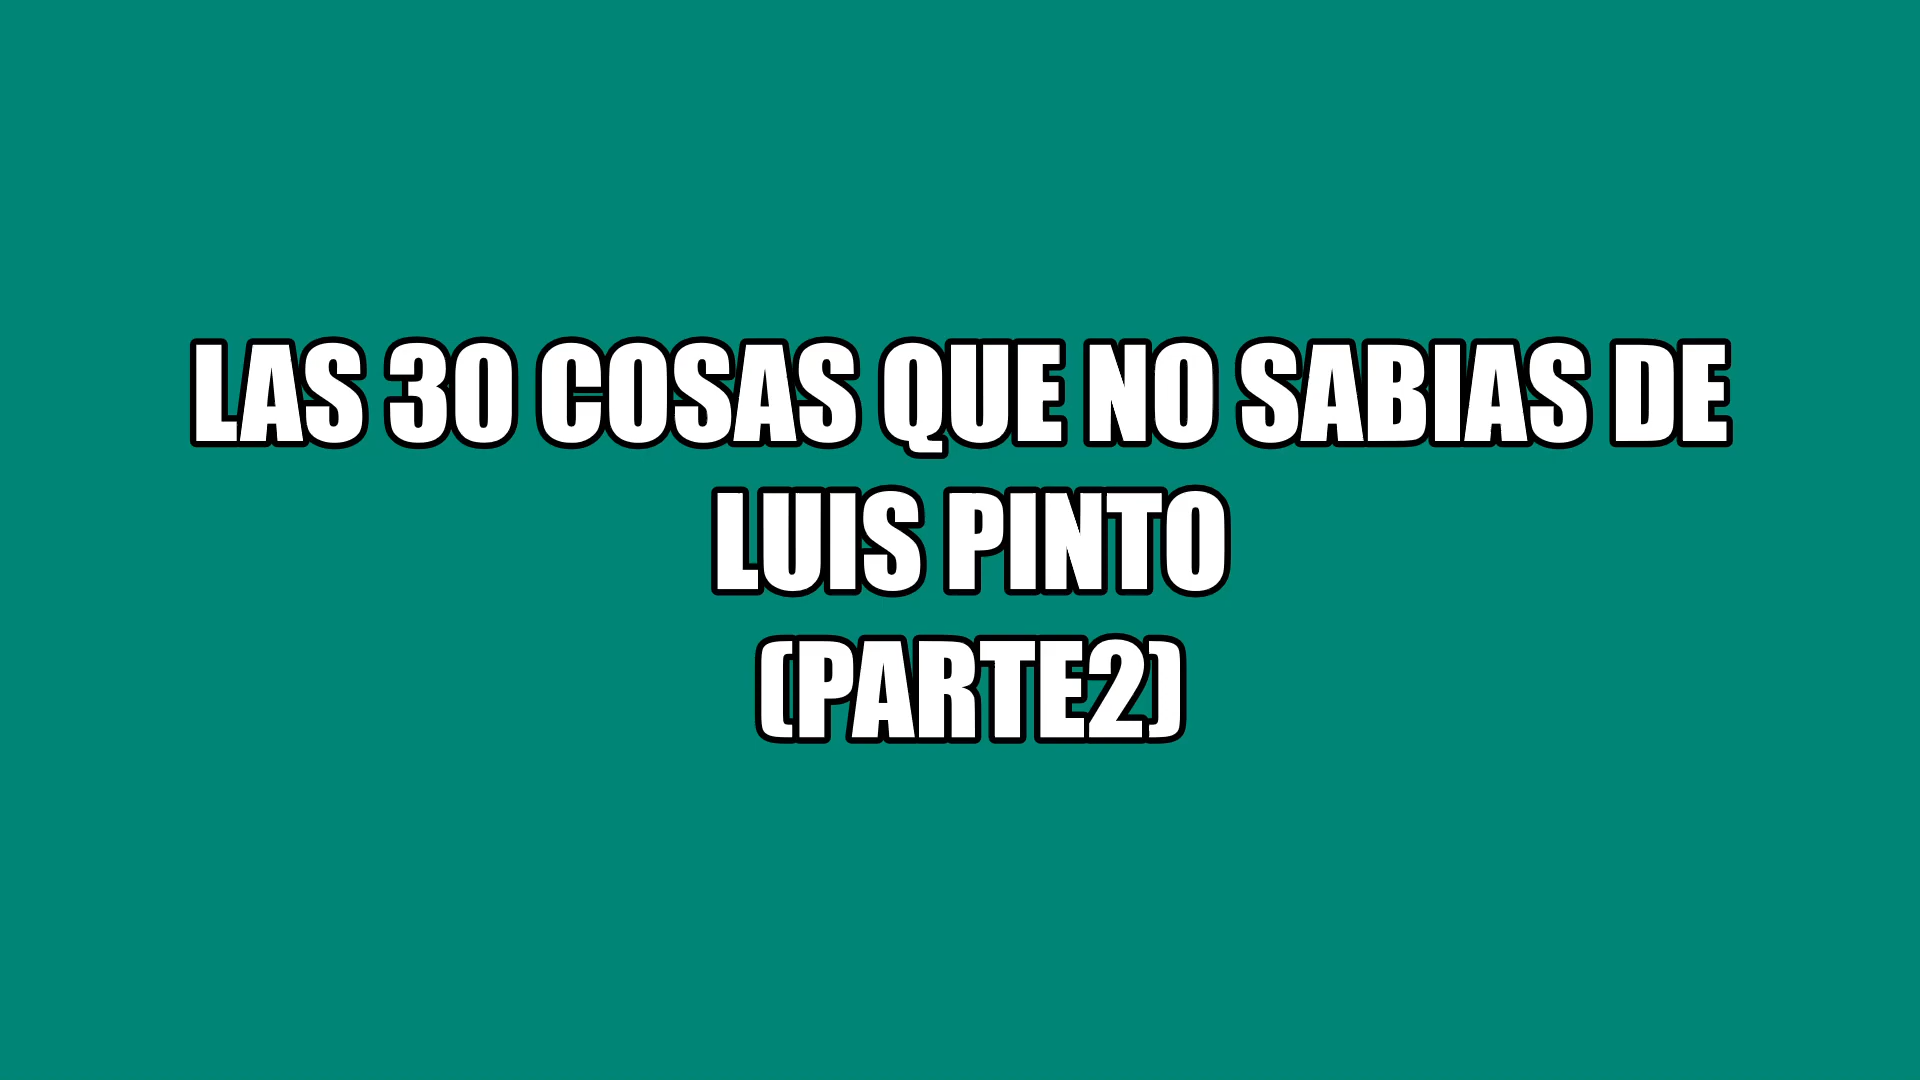 LAS 30 COSAS QUE NO SABIAS DE
LUIS PINTO
(PARTE2)